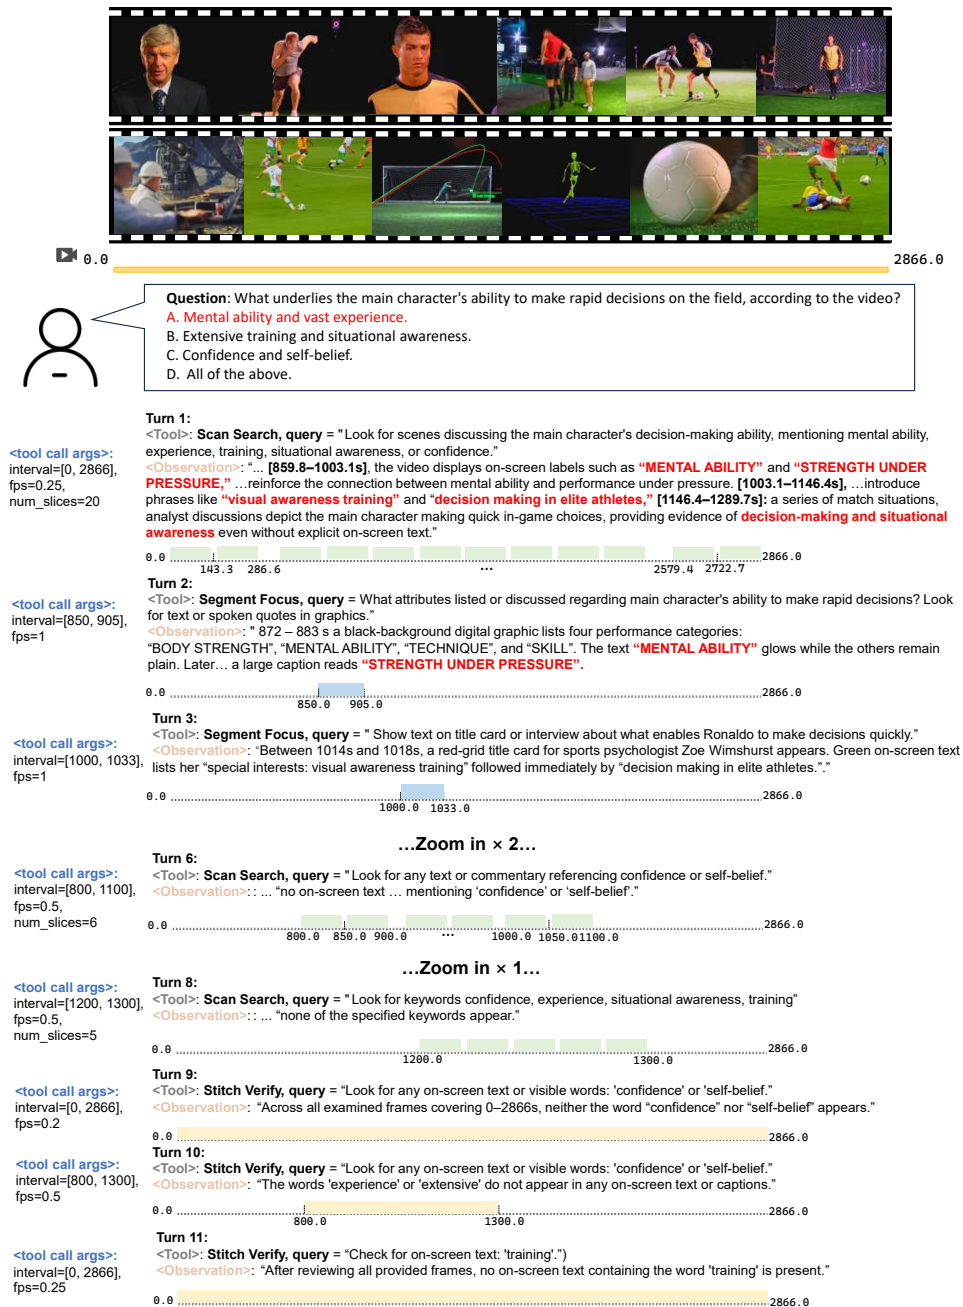 0.0
2866.0
Question: What underlies the main character's ability to make rapid decisions on the field, according to the video?
A. Mental ability and vast experience.
B. Extensive training and situational awareness.
C. Confidence and self-belief.
D. All of the above.
Turn 1:
<tool call args>:
interval=[0, 2866],
fps=0.25,
num_slices=20
<Tool>: Scan Search, query = "Look for scenes discussing the main character's decision-making ability, mentioning mental ability,
experience, training, situational awareness, or confidence."
<Observation>: "... [859.8–1003.1s], the video displays on-screen labels such as "MENTAL ABILITY" and "STRENGTH UNDER
PRESSURE," ...reinforce the connection between mental ability and performance under pressure. [1003.1–1146.4s], ...introduce
phrases like "visual awareness training" and "decision making in elite athletes," [1146.4–1289.7s]: a series of match situations,
analyst discussions depict the main character making quick in-game choices, providing evidence of decision-making and situational
awareness even without explicit on-screen text."
0.0
2866.0
143.3 286.6 ... 2579.4 2722.7
Turn 2:
<tool call args>:
interval=[850, 905],
fps=1
<Tool>: Segment Focus, query = What attributes listed or discussed regarding main character's ability to make rapid decisions? Look
for text or spoken quotes in graphics."
<Observation>: " 872 – 883 s a black-background digital graphic lists four performance categories:
"BODY STRENGTH", "MENTAL ABILITY", "TECHNIQUE", and "SKILL". The text "MENTAL ABILITY" glows while the others remain
plain. Later... a large caption reads "STRENGTH UNDER PRESSURE".
0.0
2866.0
850.0 905.0
Turn 3:
<tool call args>:
interval=[1000, 1033],
fps=1
<Tool>: Segment Focus, query = " Show text on title card or interview about what enables Ronaldo to make decisions quickly."
<Observation>: "Between 1014s and 1018s, a red-grid title card for sports psychologist Zoe Wimshurst appears. Green on-screen text
lists her "special interests: visual awareness training" followed immediately by "decision making in elite athletes."."
0.0
2866.0
1000.0 1033.0
...Zoom in × 2...
Turn 6:
<tool call args>:
interval=[800, 1100],
fps=0.5,
num_slices=6
<Tool>: Scan Search, query = "Look for any text or commentary referencing confidence or self-belief."
<Observation>: : ... "no on-screen text ... mentioning 'confidence' or 'self-belief'."
0.0
2866.0
800.0 850.0 900.0 ... 1000.0 1050.01100.0
...Zoom in × 1...
Turn 8:
<tool call args>:
interval=[1200, 1300],
fps=0.5,
num_slices=5
<Tool>: Scan Search, query = "Look for keywords confidence, experience, situational awareness, training"
<Observation>: : ... "none of the specified keywords appear."
0.0
2866.0
1200.0 1300.0
Turn 9:
<tool call args>:
interval=[0, 2866],
fps=0.2
<Tool>: Stitch Verify, query = "Look for any on-screen text or visible words: 'confidence' or 'self-belief."
<Observation>: "Across all examined frames covering 0–2866s, neither the word "confidence" nor "self-belief" appears."
0.0
2866.0
Turn 10:
<tool call args>:
interval=[800, 1300],
fps=0.5
<Tool>: Stitch Verify, query = "Look for any on-screen text or visible words: 'confidence' or 'self-belief."
<Observation>: "The words 'experience' or 'extensive' do not appear in any on-screen text or captions."
0.0
2866.0
800.0 1300.0
Turn 11:
<tool call args>:
interval=[0, 2866],
fps=0.25
<Tool>: Stitch Verify, query = "Check for on-screen text: 'training'.")
<Observation>: "After reviewing all provided frames, no on-screen text containing the word 'training' is present."
0.0
2866.0